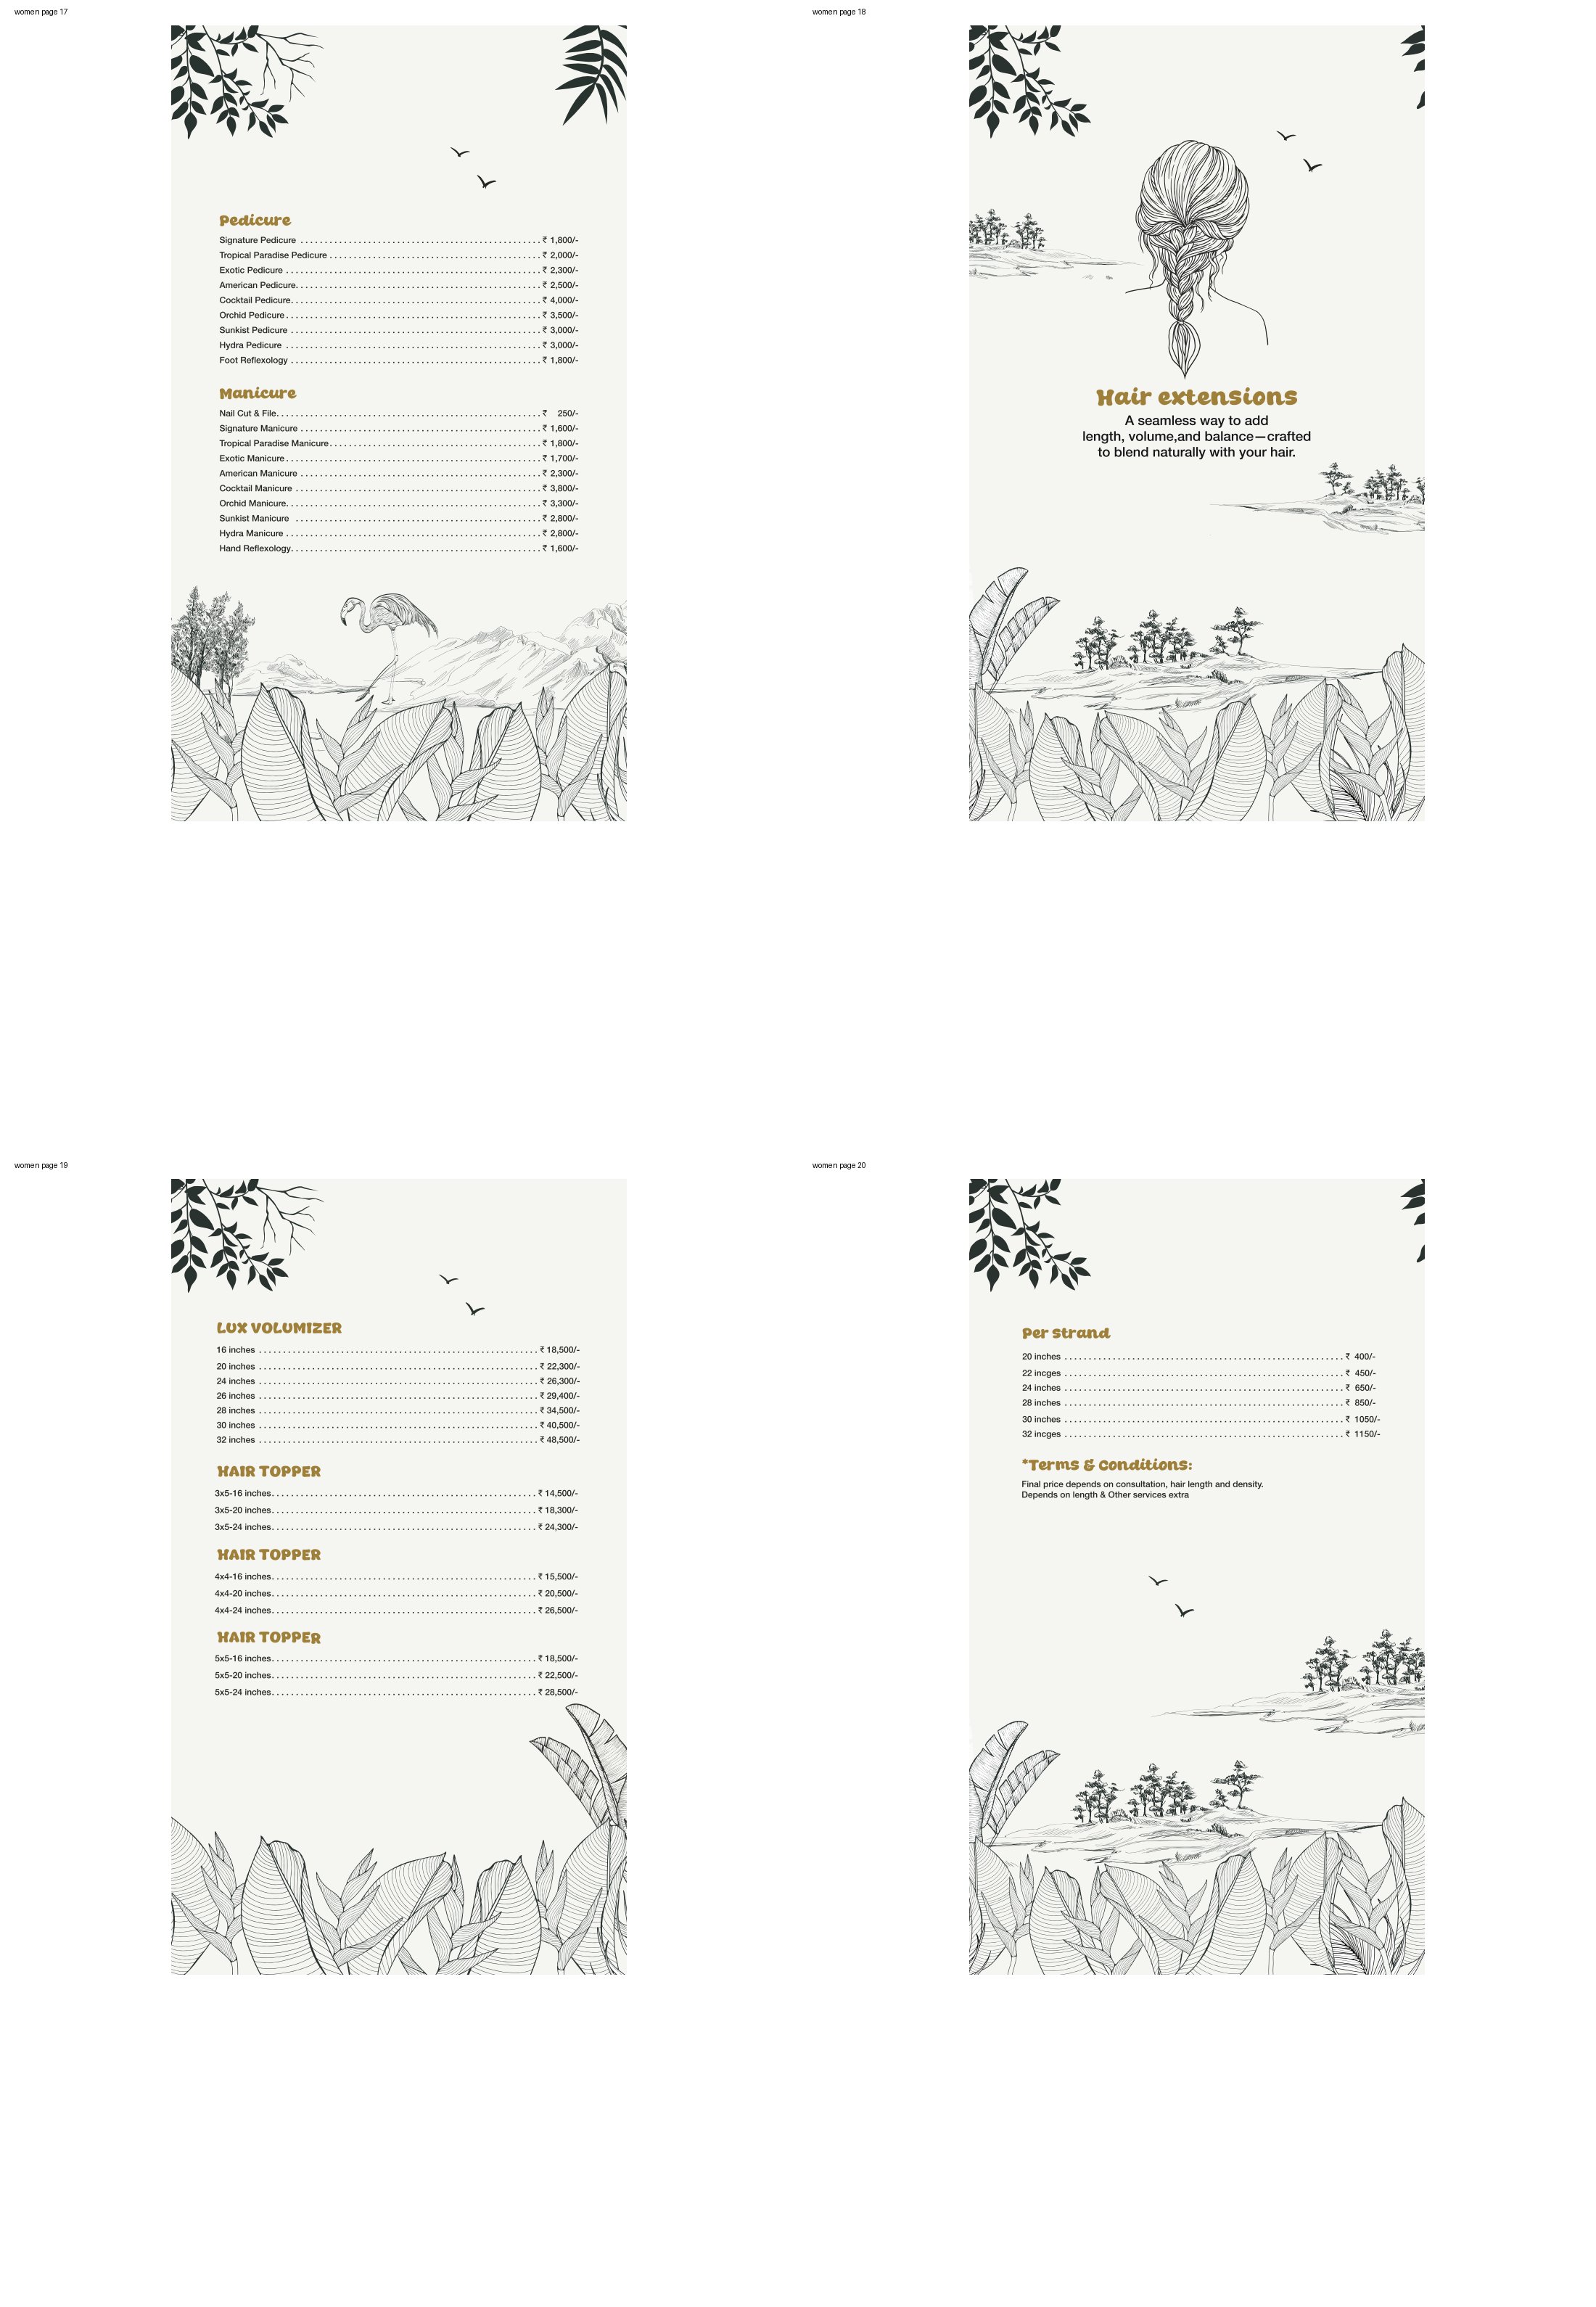 women page 17
Pedicure
Signature Pedicure ₹ 1,800/-
Tropical Paradise Pedicure ₹ 2,000/-
Exotic Pedicure ₹ 2,300/-
American Pedicure ₹ 2,500/-
Cocktail Pedicure ₹ 4,000/-
Orchid Pedicure ₹ 3,500/-
Sunkist Pedicure ₹ 3,000/-
Hydra Pedicure ₹ 3,000/-
Foot Reflexology ₹ 1,800/-
Manicure
Nail Cut & File ₹ 250/-
Signature Manicure ₹ 1,600/-
Tropical Paradise Manicure ₹ 1,800/-
Exotic Manicure ₹ 1,700/-
American Manicure ₹ 2,300/-
Cocktail Manicure ₹ 3,800/-
Orchid Manicure ₹ 3,300/-
Sunkist Manicure ₹ 2,800/-
Hydra Manicure ₹ 2,800/-
Hand Reflexology ₹ 1,600/-
women page 18
Hair extensions
A seamless way to add
length, volume,and balance—crafted
to blend naturally with your hair.
women page 19
LUX VOLUMIZER
16 inches ₹ 18,500/-
20 inches ₹ 22,300/-
24 inches ₹ 26,300/-
26 inches ₹ 29,400/-
28 inches ₹ 34,500/-
30 inches ₹ 40,500/-
32 inches ₹ 48,500/-
HAIR TOPPER
3x5-16 inches ₹ 14,500/-
3x5-20 inches ₹ 18,300/-
3x5-24 inches ₹ 24,300/-
HAIR TOPPER
4x4-16 inches ₹ 15,500/-
4x4-20 inches ₹ 20,500/-
4x4-24 inches ₹ 26,500/-
HAIR TOPPER
5x5-16 inches ₹ 18,500/-
5x5-20 inches ₹ 22,500/-
5x5-24 inches ₹ 28,500/-
women page 20
Per strand
20 inches ₹ 400/-
22 incges ₹ 450/-
24 inches ₹ 650/-
28 inches ₹ 850/-
30 inches ₹ 1050/-
32 incges ₹ 1150/-
*Terms & Conditions:
Final price depends on consultation, hair length and density.
Depends on length & Other services extra